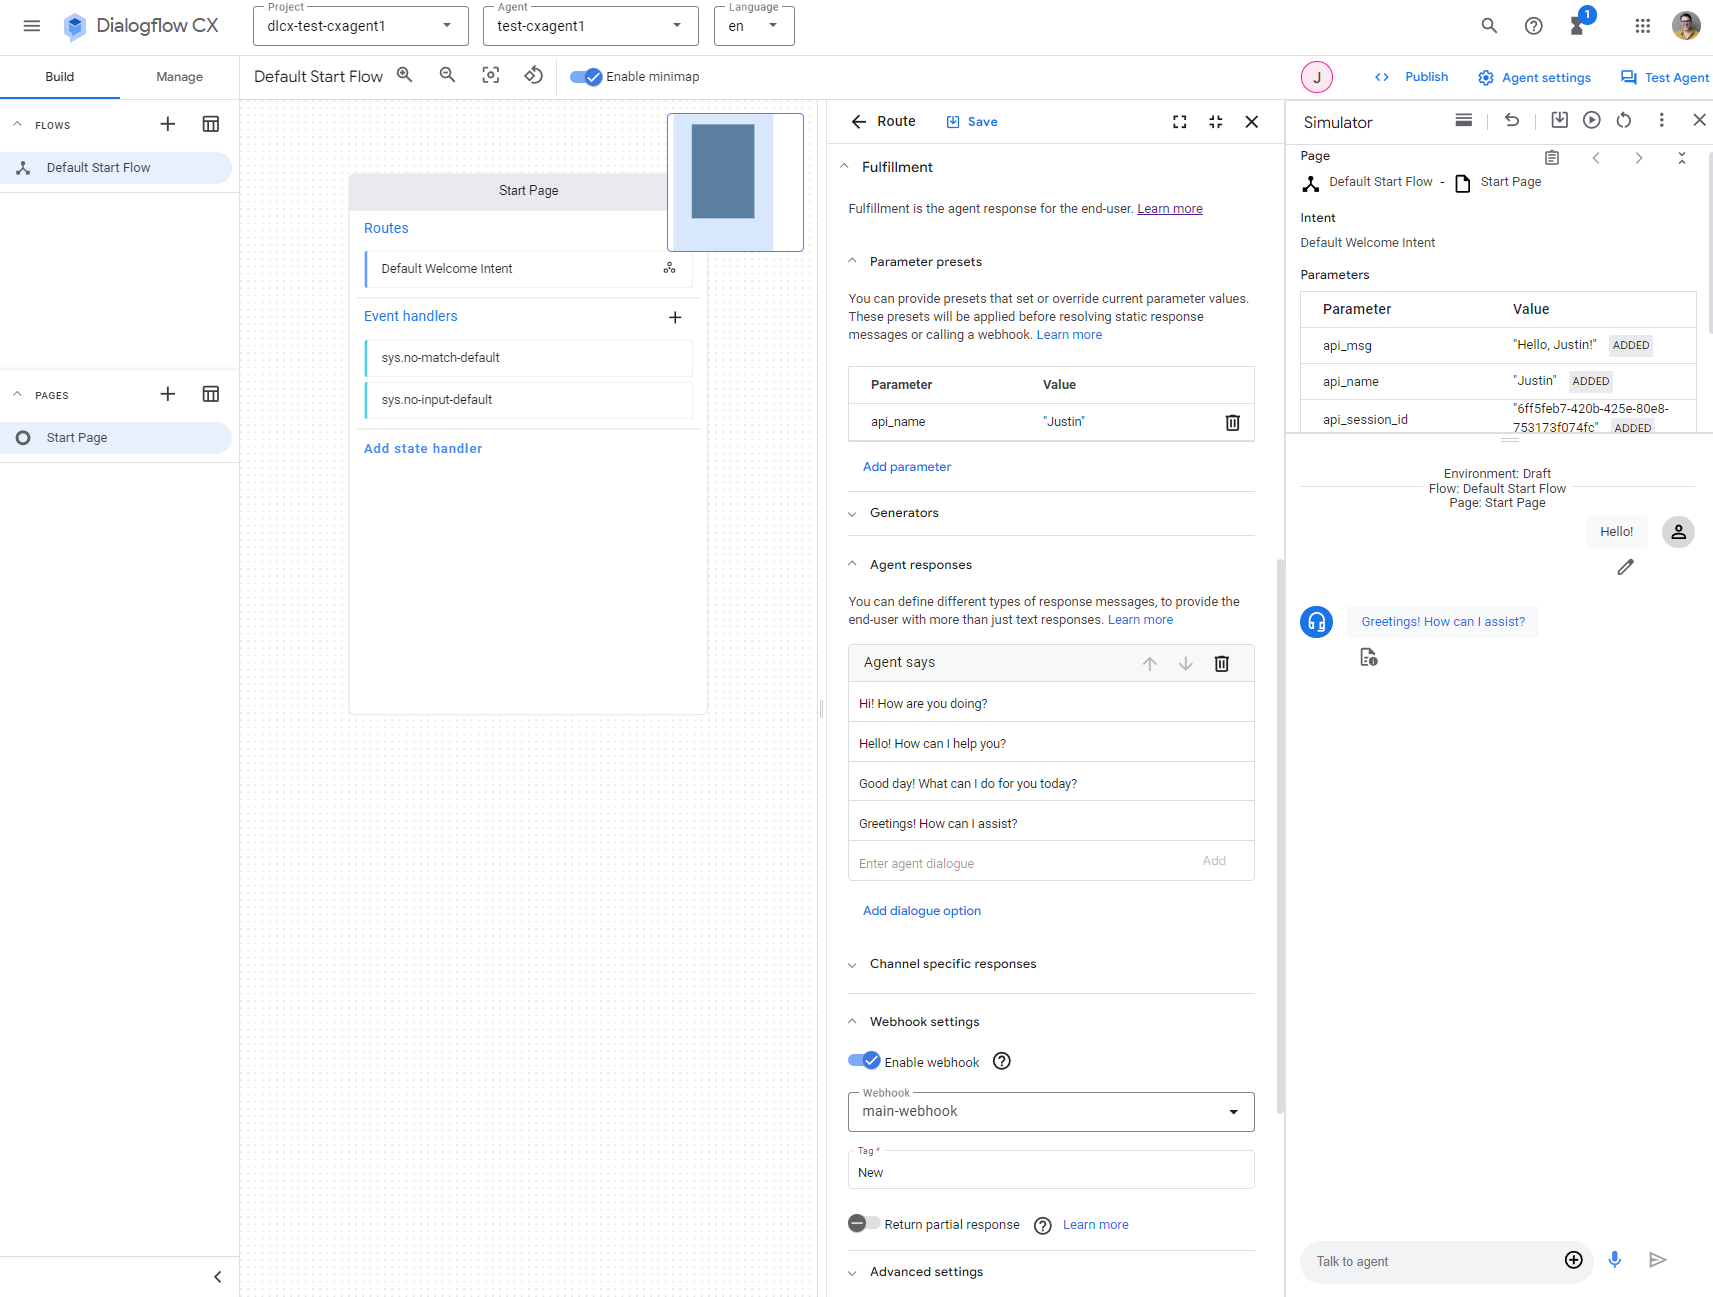 Dialogflow CX
Project
dlcx-test-cxagent1
Agent
test-cxagent1
Language
en
1
Build
Manage
Default Start Flow
Enable minimap
J
Publish
Agent settings
Test Agent
FLOWS
Default Start Flow
PAGES
Start Page
Start Page
Routes
Default Welcome Intent
Event handlers
sys.no-match-default
sys.no-input-default
Add state handler
Route
Save
Fulfillment
Fulfillment is the agent response for the end-user. Learn more
Parameter presets
You can provide presets that set or override current parameter values.
These presets will be applied before resolving static response
messages or calling a webhook. Learn more
Parameter Value
api_name "Justin"
Add parameter
Generators
Agent responses
You can define different types of response messages, to provide the
end-user with more than just text responses. Learn more
Agent says
Hi! How are you doing?
Hello! How can I help you?
Good day! What can I do for you today?
Greetings! How can I assist?
Enter agent dialogue Add
Add dialogue option
Channel specific responses
Webhook settings
Enable webhook
Webhook
main-webhook
Tag *
New
Return partial response Learn more
Advanced settings
Simulator
Page
Default Start Flow - Start Page
Intent
Default Welcome Intent
Parameters
Parameter Value
api_msg "Hello, Justin!" ADDED
api_name "Justin" ADDED
api_session_id "6ff5feb7-420b-425e-80e8-
753173f074fc" ADDED
Environment: Draft
Flow: Default Start Flow
Page: Start Page
Hello!
Greetings! How can I assist?
Talk to agent